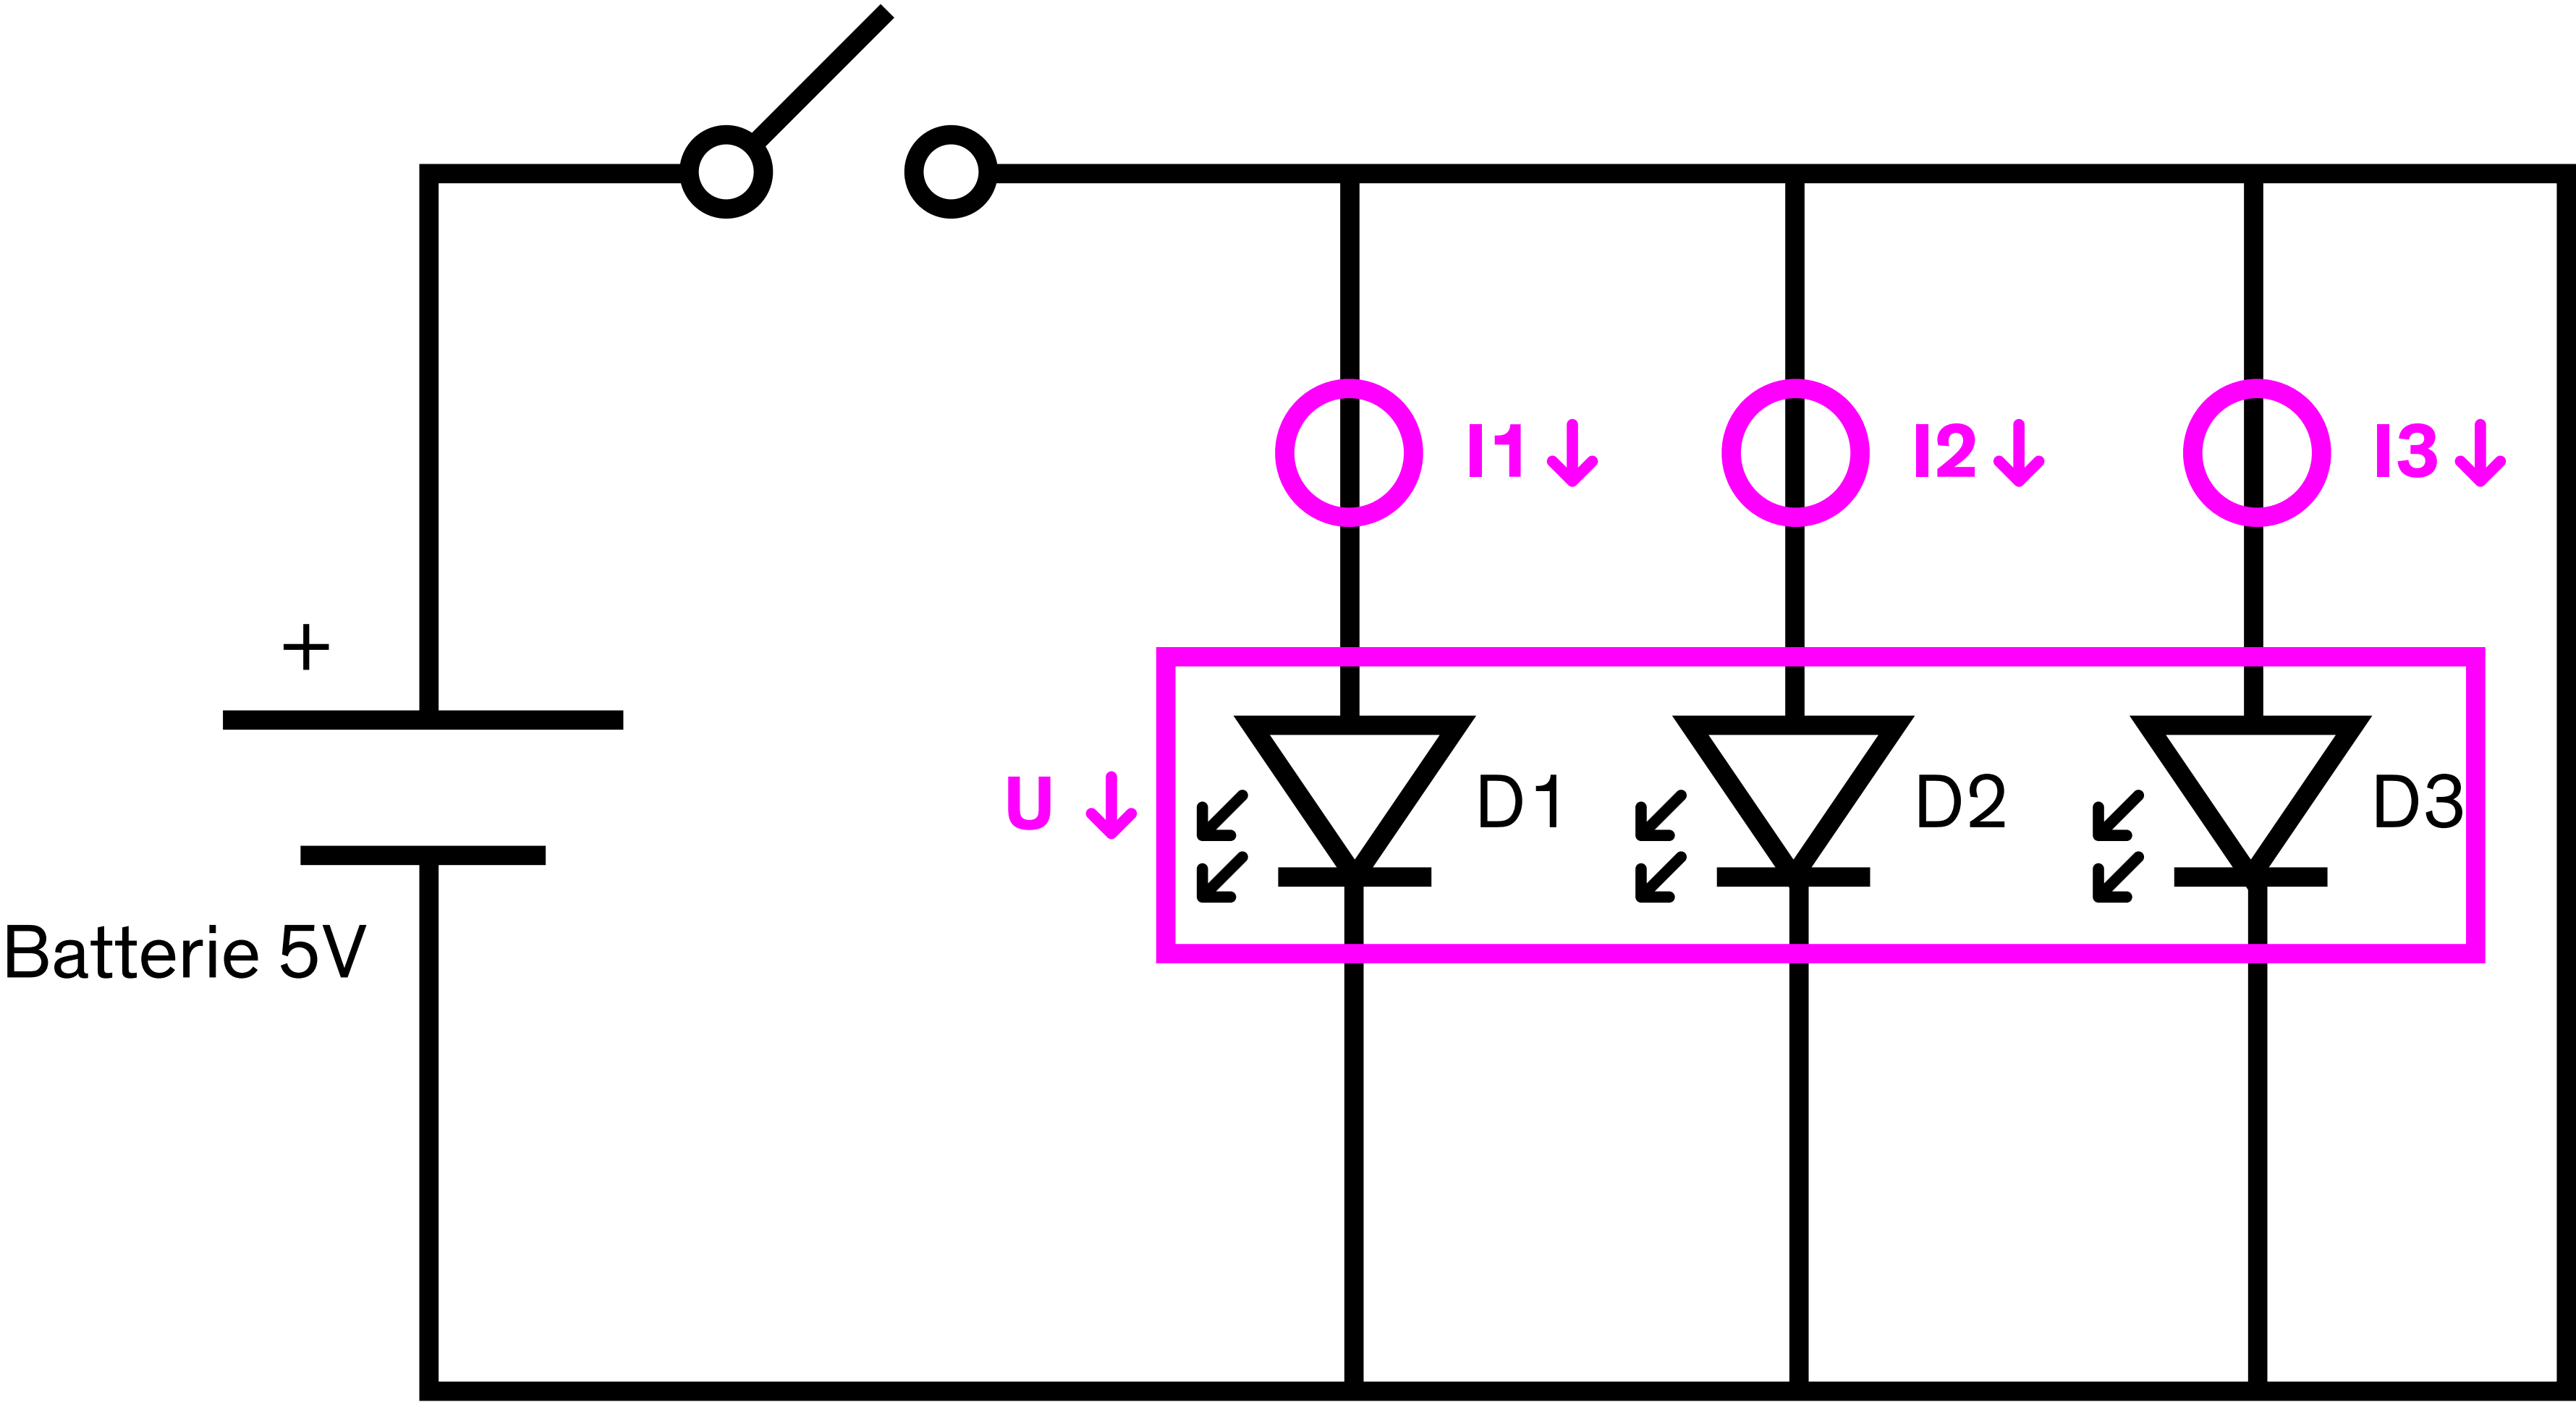 I1 ↓
I2 ↓
I3 ↓
+
U ↓
D1
D2
D3
Batterie 5V